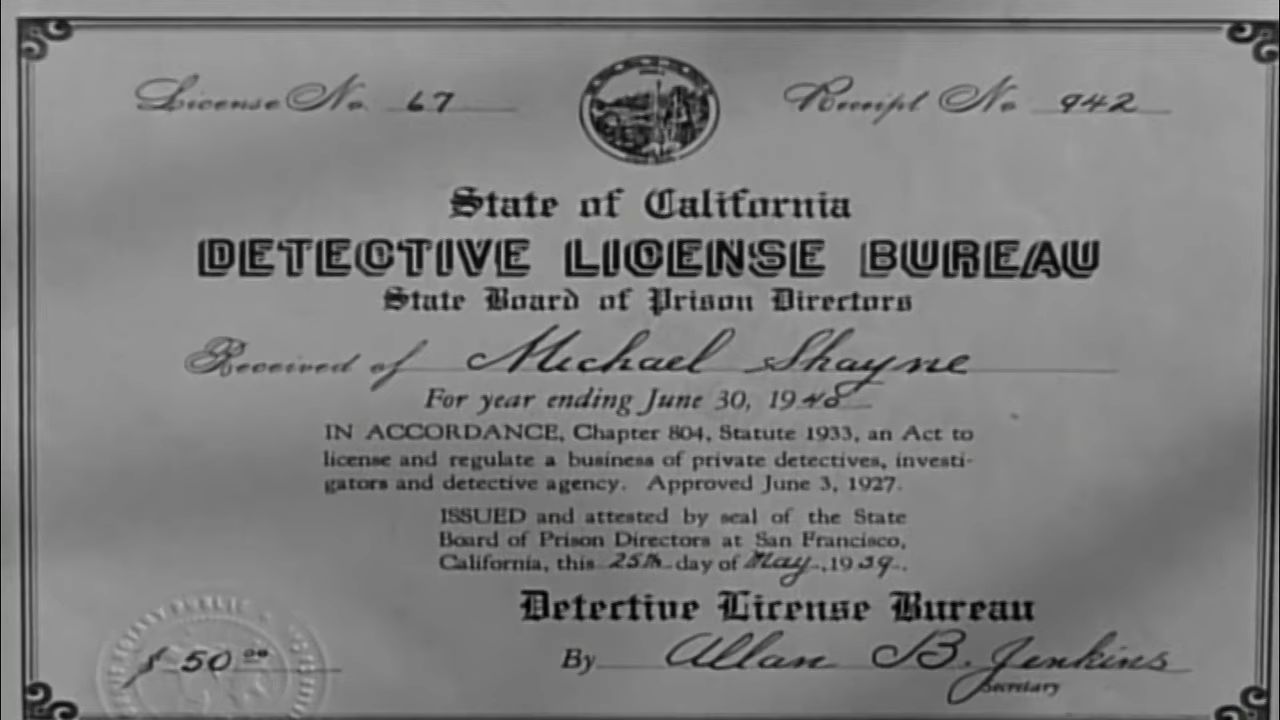 License No. 67
Receipt No 942
State of California
DETECTIVE LICENSE BUREAU
State Board of Prison Directors
Received of Michael Shayne
For year ending June 30, 1948
IN ACCORDANCE, Chapter 804, Statute 1933, an Act to
license and regulate a business of private detectives, investi-
gators and detective agency. Approved June 3, 1927.
ISSUED and attested by seal of the State
Board of Prison Directors at San Francisco,
California, this 25th day of May, 1939.
Detective License Bureau
$ 50.00
By Allan B. Jenkins
Secretary